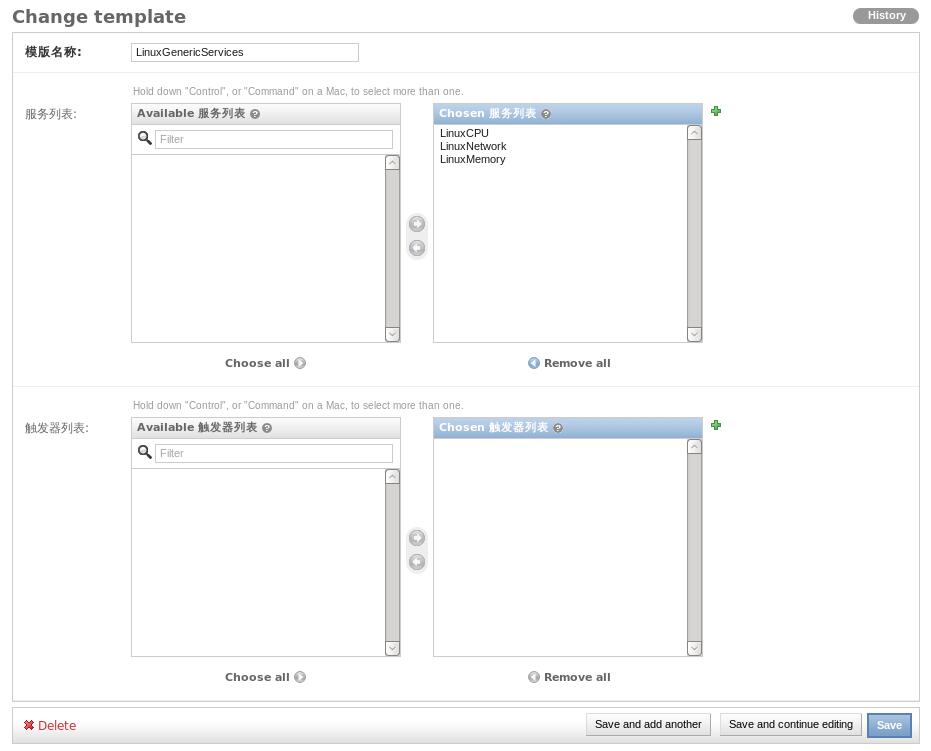 Change template
History
模版名称:
LinuxGenericServices
Hold down "Control", or "Command" on a Mac, to select more than one.
服务列表:
Available 服务列表 ?
Chosen 服务列表 ?
Filter
LinuxCPU
LinuxNetwork
LinuxMemory
Choose all
Remove all
Hold down "Control", or "Command" on a Mac, to select more than one.
触发器列表:
Available 触发器列表 ?
Chosen 触发器列表 ?
Filter
Choose all
Remove all
Delete
Save and add another
Save and continue editing
Save